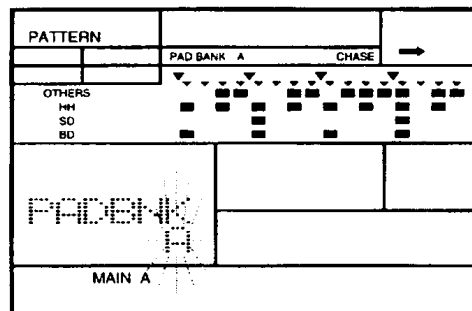 PATTERN
PAD BANK A CHASE
OTHERS
HH
SD
BD
PADBNK
A
MAIN A